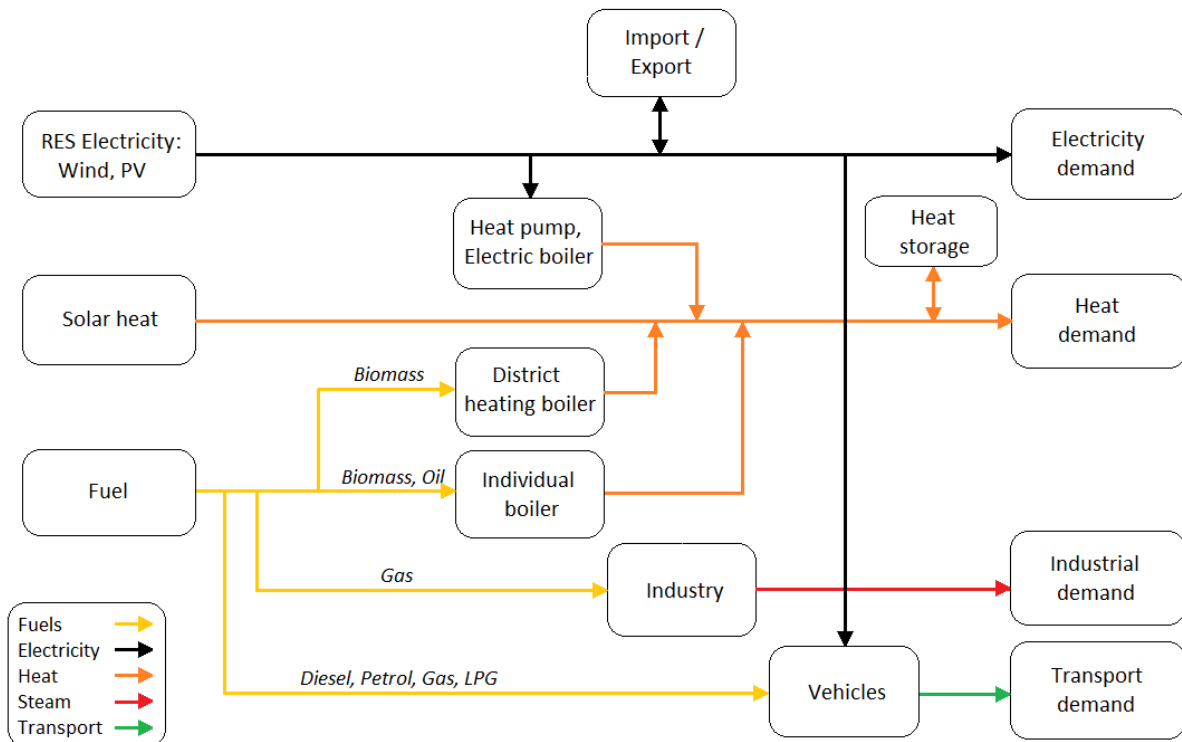 Import /
Export
RES Electricity:
Wind, PV
Electricity
demand
Heat pump,
Electric boiler
Heat
storage
Solar heat
Heat
demand
Biomass
District
heating boiler
Fuel
Biomass, Oil
Individual
boiler
Gas
Industry
Industrial
demand
Diesel, Petrol, Gas, LPG
Vehicles
Transport
demand
Fuels
Electricity
Heat
Steam
Transport